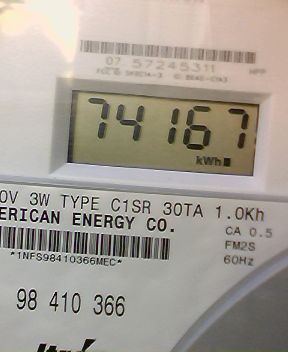 07 57245311
74167
kWh
0V 3W TYPE C1SR 30TA 1.0Kh
ERICAN ENERGY CO.
CA 0.5
FM2S
*1NFS98410366MEC*
60Hz
98 410 366